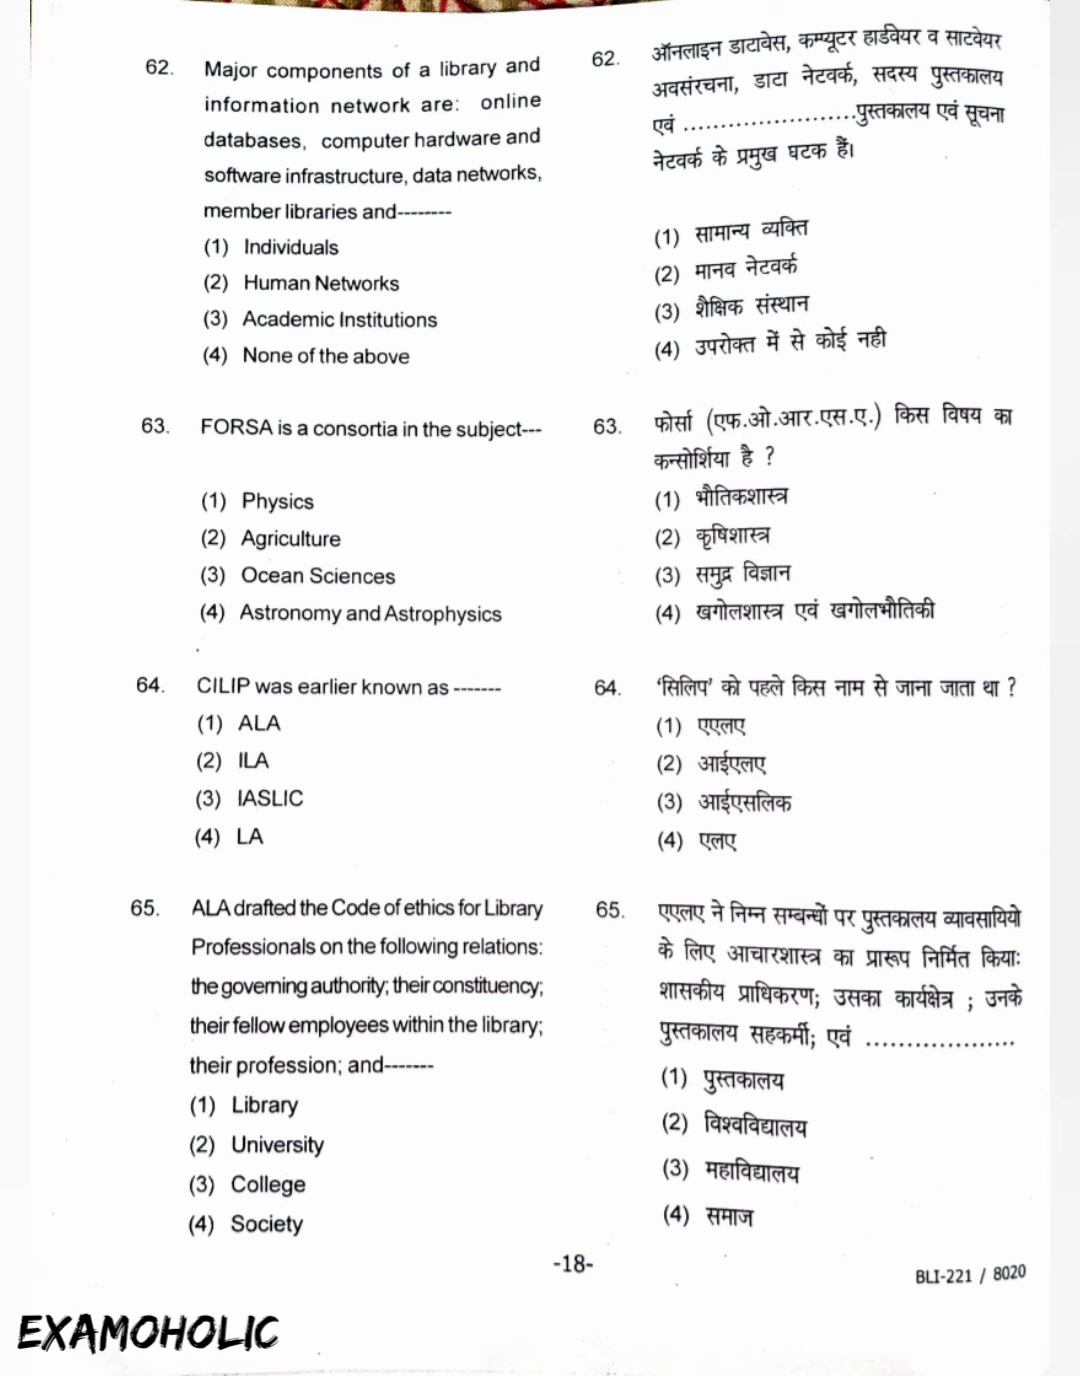 62. Major components of a library and
information network are: online
databases, computer hardware and
software infrastructure, data networks,
member libraries and--------
(1) Individuals
(2) Human Networks
(3) Academic Institutions
(4) None of the above
63. FORSA is a consortia in the subject---
(1) Physics
(2) Agriculture
(3) Ocean Sciences
(4) Astronomy and Astrophysics
64. CILIP was earlier known as -------
(1) ALA
(2) ILA
(3) IASLIC
(4) LA
65. ALA drafted the Code of ethics for Library
Professionals on the following relations:
the governing authority; their constituency;
their fellow employees within the library;
their profession; and-------
(1) Library
(2) University
(3) College
(4) Society
62. ऑनलाइन डाटाबेस, कम्प्यूटर हार्डवेयर व साटवेयर
अवसंरचना, डाटा नेटवर्क, सदस्य पुस्तकालय
एवं ........................पुस्तकालय एवं सूचना
नेटवर्क के प्रमुख घटक हैं।
(1) सामान्य व्यक्ति
(2) मानव नेटवर्क
(3) शैक्षिक संस्थान
(4) उपरोक्त में से कोई नही
63. फोर्सा (एफ.ओ.आर.एस.ए.) किस विषय का
कन्सोर्शिया है ?
(1) भौतिकशास्त्र
(2) कृषिशास्त्र
(3) समुद्र विज्ञान
(4) खगोलशास्त्र एवं खगोलभौतिकी
64. ‘सिलिप’ को पहले किस नाम से जाना जाता था ?
(1) एएलए
(2) आईएलए
(3) आईएसलिक
(4) एलए
65. एएलए ने निम्न सम्बन्धों पर पुस्तकालय व्यावसायियो
के लिए आचारशास्त्र का प्रारूप निर्मित कियाः
शासकीय प्राधिकरण; उसका कार्यक्षेत्र ; उनके
पुस्तकालय सहकर्मी; एवं ...................
(1) पुस्तकालय
(2) विश्वविद्यालय
(3) महाविद्यालय
(4) समाज
-18-
BLI-221 / 8020
EXAMOHOLIC